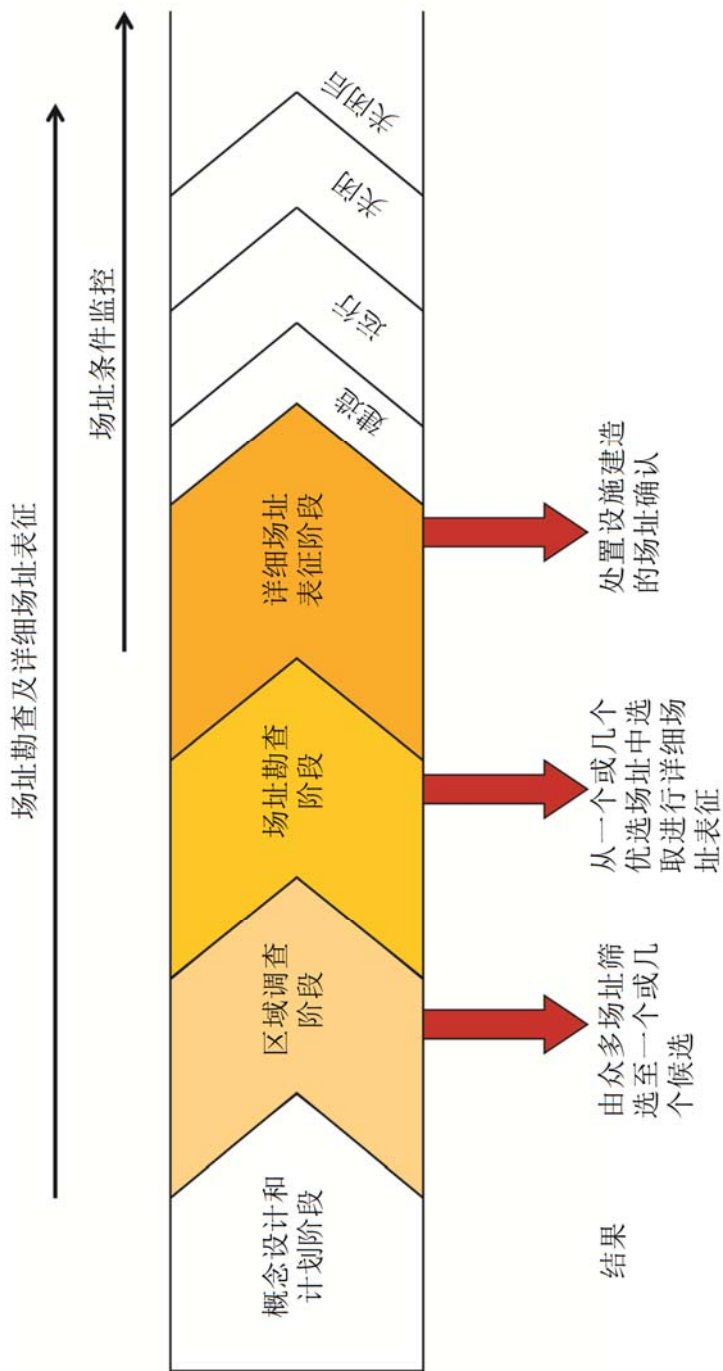 场址勘查及详细场址表征
场址条件监控
概念设计和
计划阶段
区域调查
阶段
场址勘查
阶段
详细场址
表征阶段
建造
运行
关闭
关闭后
结果
由众多场址筛
选至一个或几
个候选
从一个或几个
优选场址中选
取进行详细场
址表征
处置设施建造
的场址确认